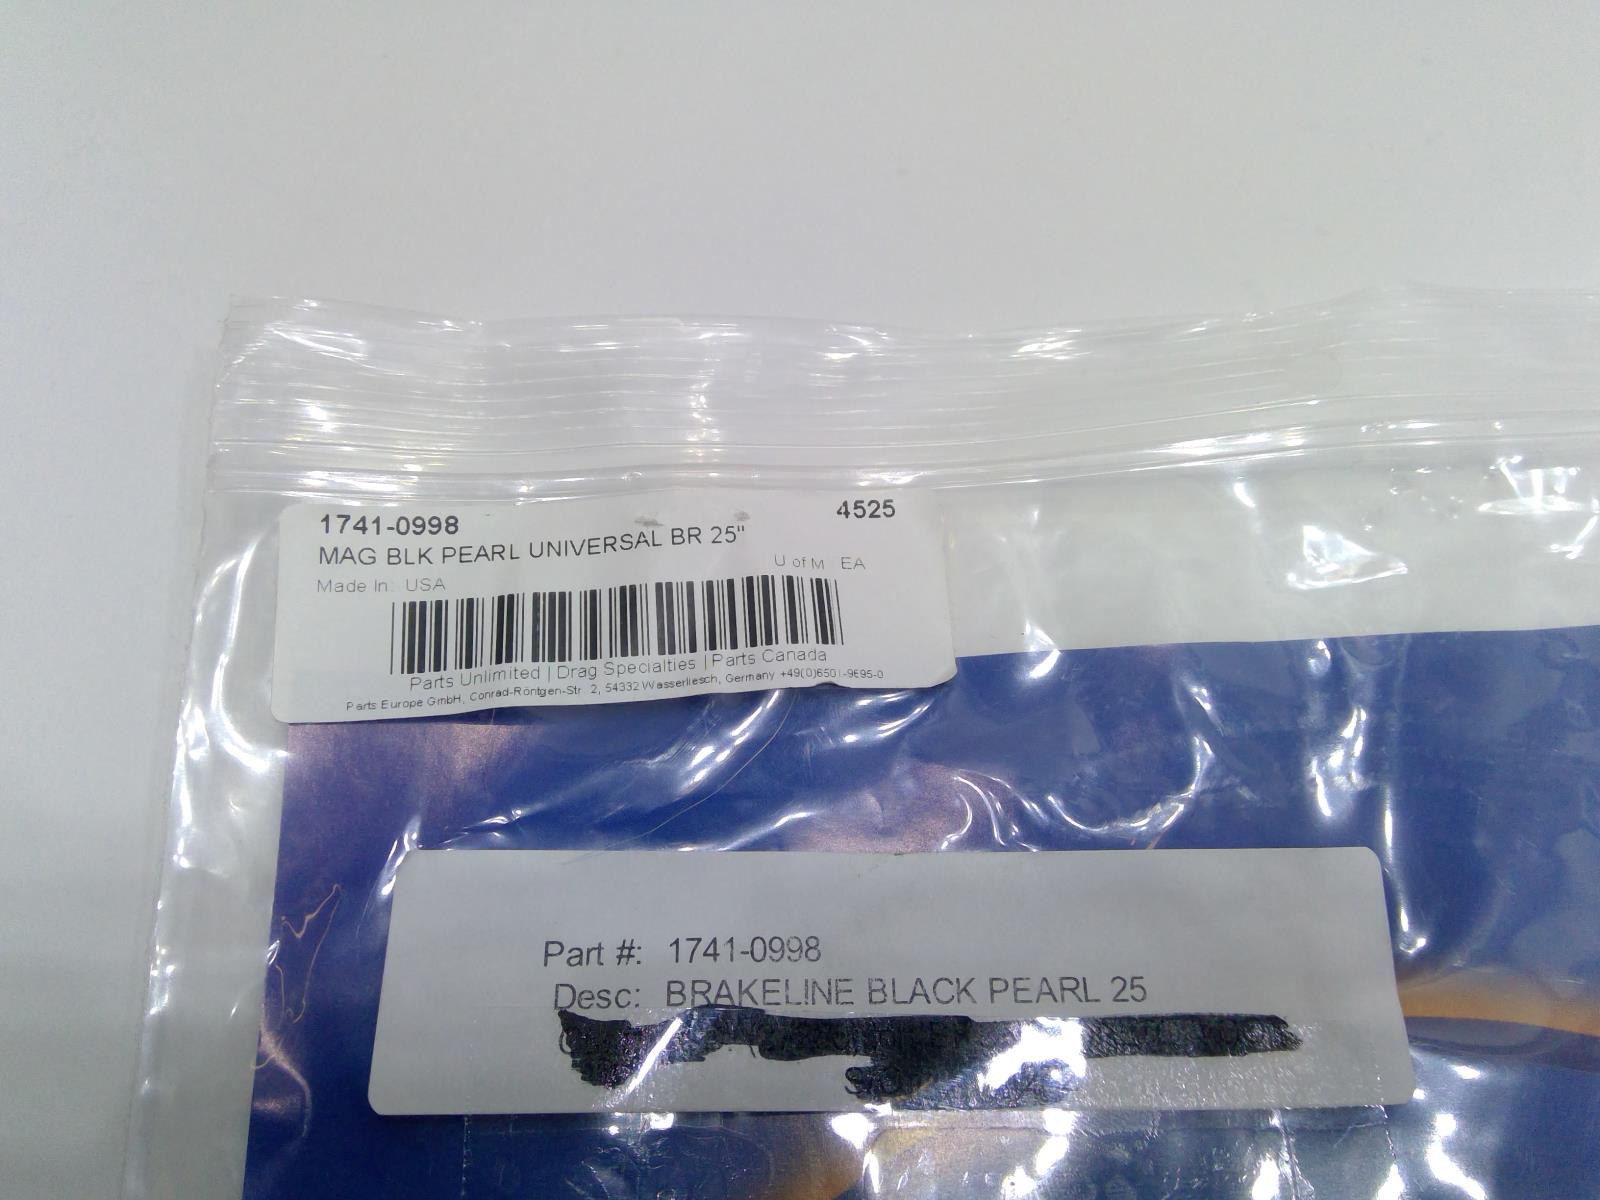 1741-0998 4525
MAG BLK PEARL UNIVERSAL BR 25"
U of M EA
Made In: USA
Parts Unlimited | Drag Specialties | Parts Canada
Parts Europe GmbH, Conrad-Röntgen-Str. 2, 54332 Wasserliesch, Germany +49(0)6501-9695-0
Part #: 1741-0998
Desc: BRAKELINE BLACK PEARL 25